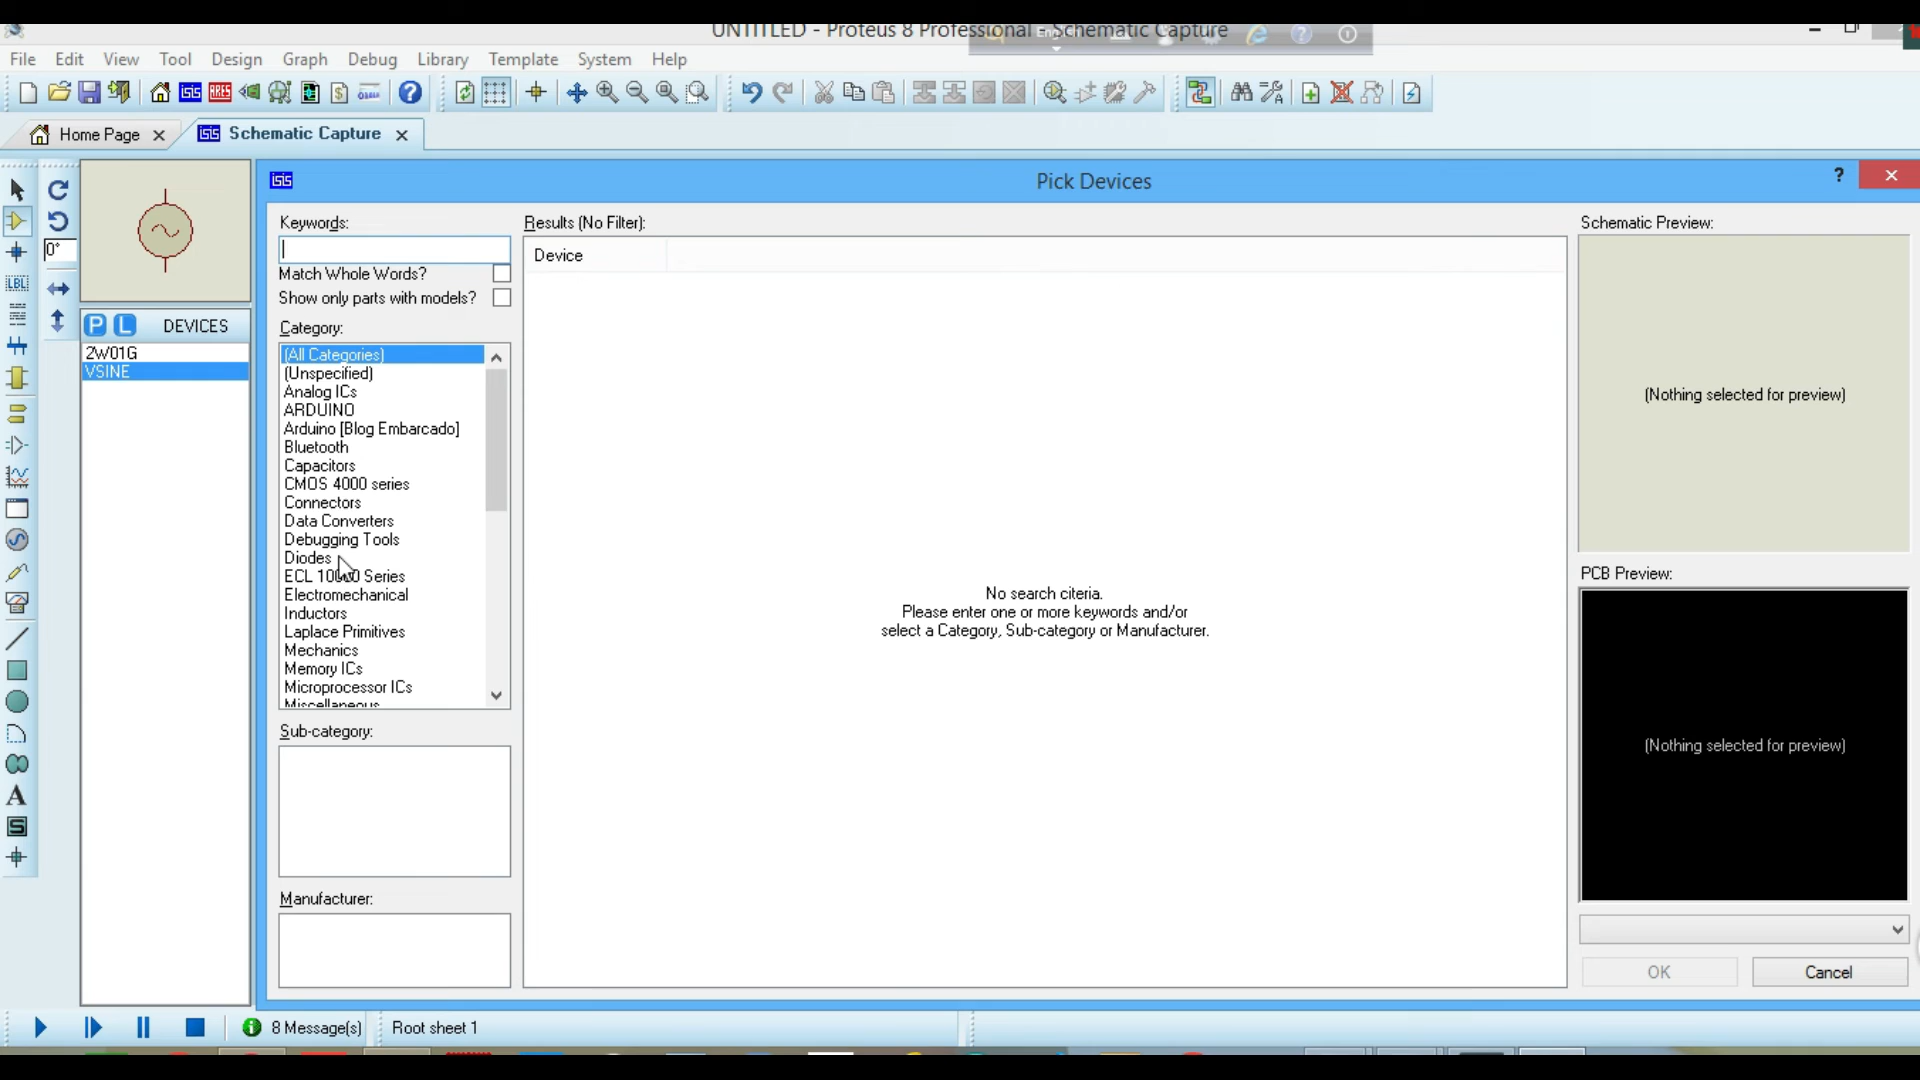 UNTITLED - Proteus 8 Professional - Schematic Capture
File Edit View Tool Design Graph Debug Library Template System Help
Home Page
Schematic Capture
isis
Pick Devices
?
Keywords:
Match Whole Words?
Show only parts with models?
Category:
(All Categories)
(Unspecified)
Analog ICs
ARDUINO
Arduino [Blog Embarcado]
Bluetooth
Capacitors
CMOS 4000 series
Connectors
Data Converters
Debugging Tools
Diodes
ECL 10000 Series
Electromechanical
Inductors
Laplace Primitives
Mechanics
Memory ICs
Microprocessor ICs
Miscellaneous
Sub-category:
Manufacturer:
Results (No Filter):
Device
No search citeria.
Please enter one or more keywords and/or
select a Category, Sub-category or Manufacturer.
Schematic Preview:
(Nothing selected for preview)
PCB Preview:
(Nothing selected for preview)
OK
Cancel
0°
LBL
P L DEVICES
2W01G
VSINE
A
S
8 Message(s)
Root sheet 1